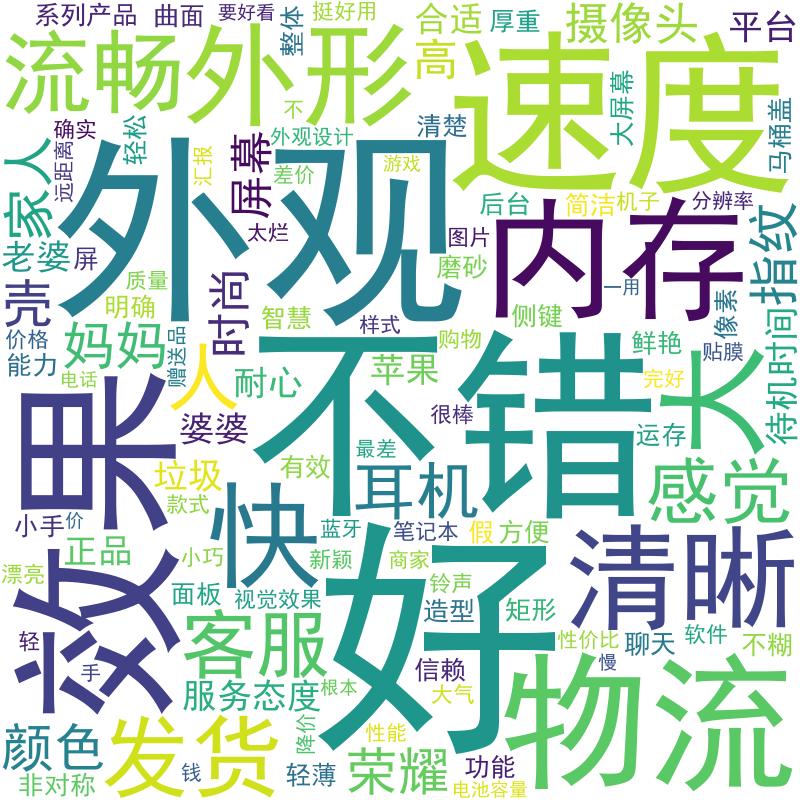 系列产品
曲面
要好看
挺好用
整体
合适
厚重
摄像头
平台
流畅
外形
高
速度
大屏幕
马桶盖
不
确实
轻松
外观设计
清楚
家人
远距离
汇报
屏幕
差价
游戏
外观
后台
简洁
机子
分辨率
内存
指纹
老婆
屏
太烂
图片
磨砂
一用
壳
质量
明确
时尚
智慧
样式
购物
侧键
像素
鲜艳
贴膜
价格
能力
赠送品
妈妈
人
耐心
苹果
不错
大
待机时间
电话
完好
效果
婆婆
很棒
运存
垃圾
有效
最差
耳机
感觉
款式
快
小手
价
蓝牙
笔记本
假
方便
正品
小巧
新颖
商家
清晰
漂亮
面板
视觉效果
铃声
好
造型
矩形
轻
手
客服
信赖
性价比
聊天
软件
不糊
慢
服务态度
根本
大气
物流
颜色
发货
降价
性能
荣耀
功能
非对称
钱
轻薄
电池容量